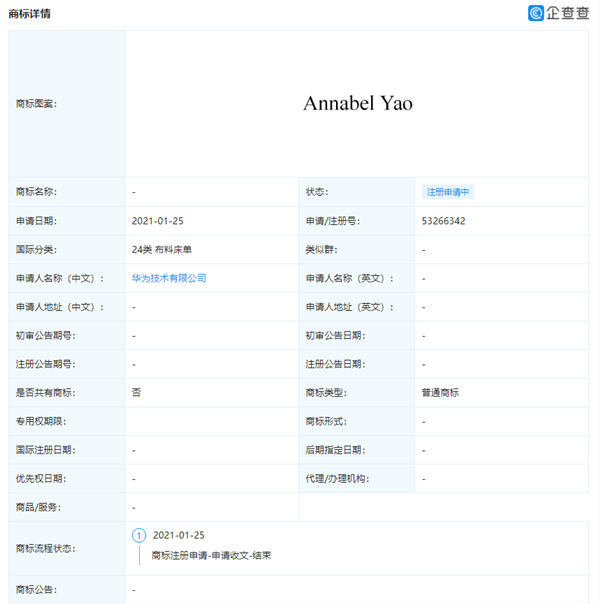 商标详情
企查查
商标图案：
Annabel Yao
商标名称： - 状态： 注册申请中
申请日期： 2021-01-25 申请/注册号： 53266342
国际分类： 24类 布料床单 类似群： -
申请人名称（中文）： 华为技术有限公司 申请人名称（英文）： -
申请人地址（中文）： - 申请人地址（英文）： -
初审公告期号： - 初审公告日期： -
注册公告期号： - 注册公告日期： -
是否共有商标： 否 商标类型： 普通商标
专用权期限： 商标形式： -
国际注册日期： - 后期指定日期： -
优先权日期： - 代理/办理机构： -
商品/服务： -
商标流程状态：
1 2021-01-25
商标注册申请-申请收文-结束
商标公告： -